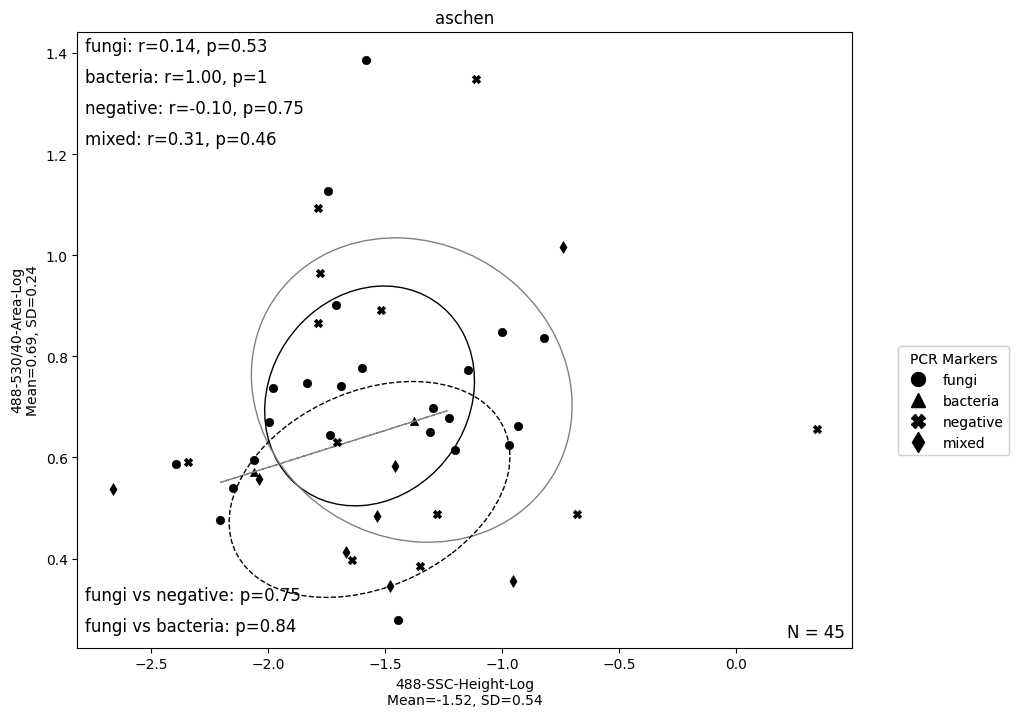 aschen
fungi: r=0.14, p=0.53
bacteria: r=1.00, p=1
negative: r=-0.10, p=0.75
mixed: r=0.31, p=0.46
1.4
1.2
1.0
0.8
0.6
0.4
488-530/40-Area-Log
Mean=0.69, SD=0.24
PCR Markers
fungi
bacteria
negative
mixed
fungi vs negative: p=0.75
fungi vs bacteria: p=0.84
N = 45
−2.5
−2.0
−1.5
−1.0
−0.5
0.0
488-SSC-Height-Log
Mean=-1.52, SD=0.54